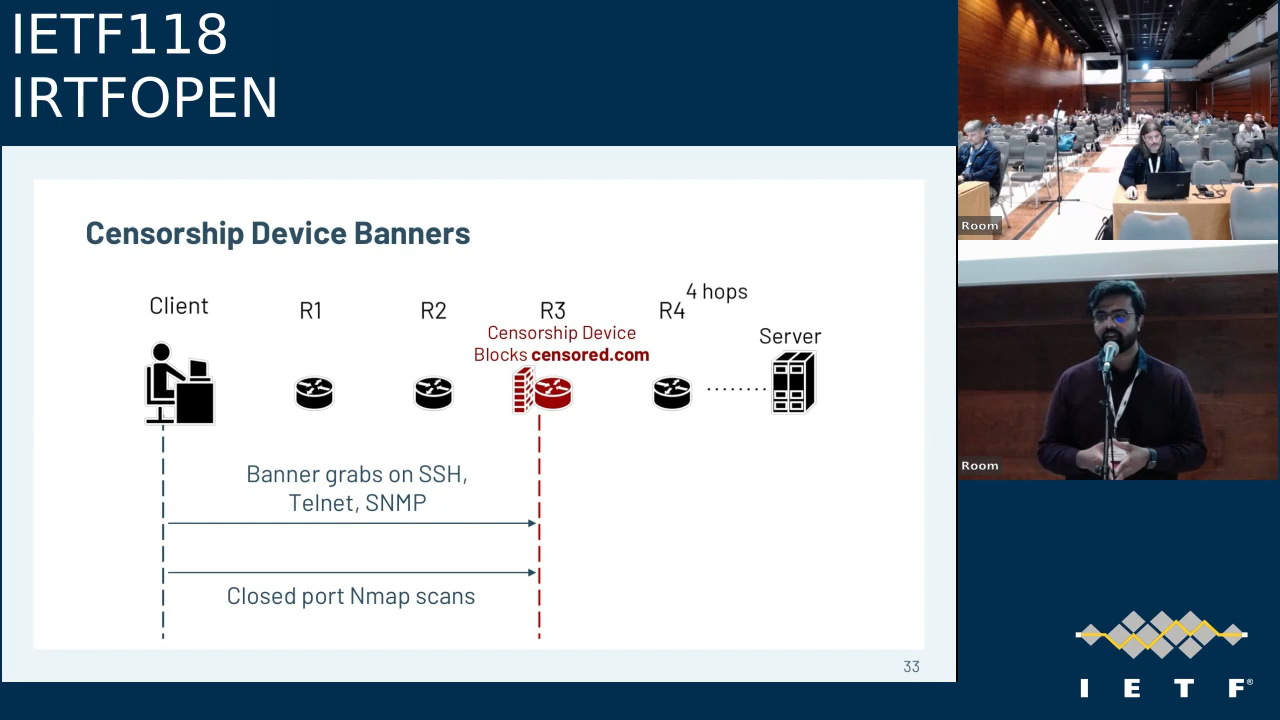 IETF118
IRTFOPEN
Censorship Device Banners
Client
R1
R2
R3
R4
4 hops
Server
Censorship Device
Blocks censored.com
Banner grabs on SSH,
Telnet, SNMP
Closed port Nmap scans
33
Room
Room
I E T F®